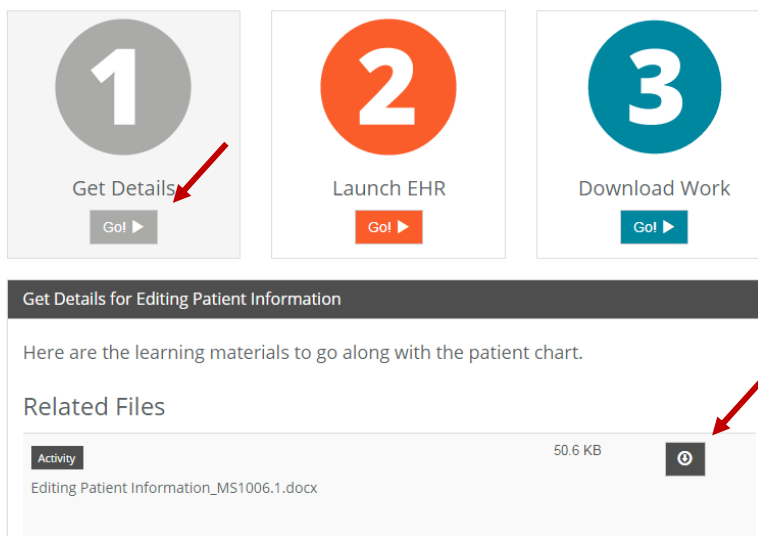 1
2
3
Get Details
Launch EHR
Download Work
Go!
Go!
Go!
Get Details for Editing Patient Information
Here are the learning materials to go along with the patient chart.
Related Files
Activity
50.6 KB
Editing Patient Information_MS1006.1.docx